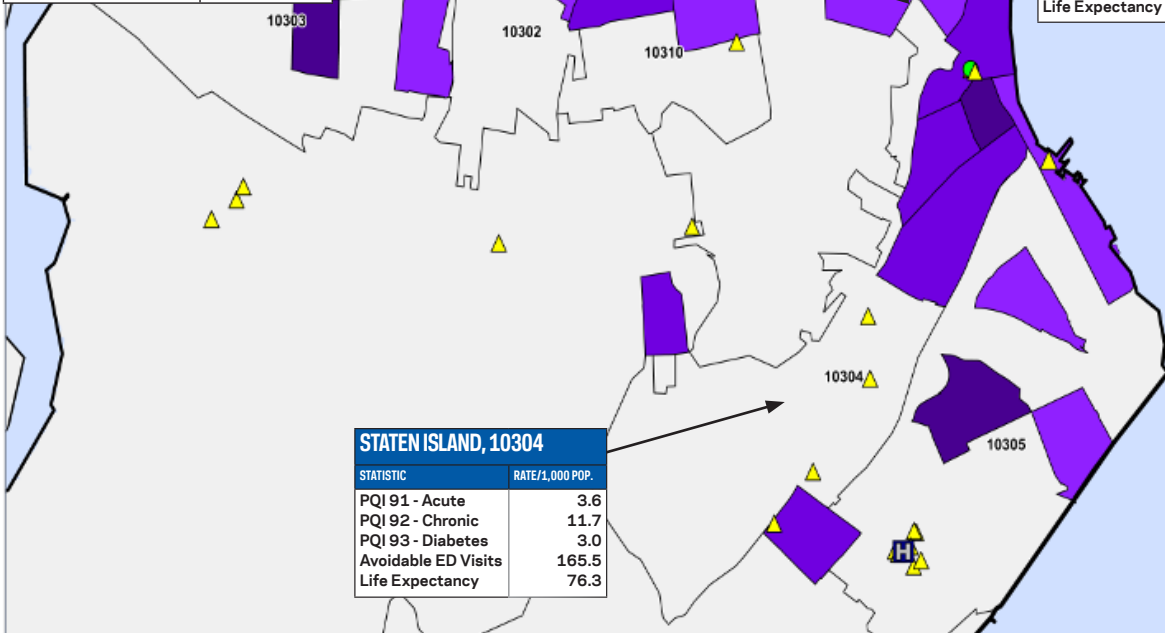 Life Expectancy
10303
10302
10310
10304
10305
STATEN ISLAND, 10304
STATISTIC RATE/1,000 POP.
PQI 91 - Acute 3.6
PQI 92 - Chronic 11.7
PQI 93 - Diabetes 3.0
Avoidable ED Visits 165.5
Life Expectancy 76.3
H